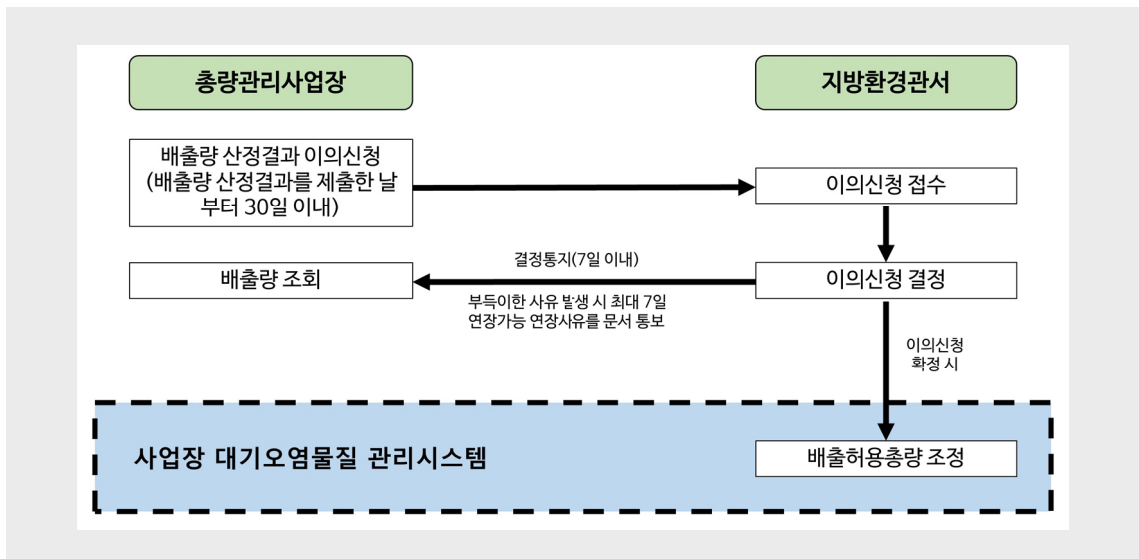 총량관리사업장
지방환경관서
배출량 산정결과 이의신청
(배출량 산정결과를 제출한 날
부터 30일 이내)
이의신청 접수
결정통지(7일 이내)
배출량 조회
이의신청 결정
부득이한 사유 발생 시 최대 7일
연장가능 연장사유를 문서 통보
이의신청
확정 시
사업장 대기오염물질 관리시스템
배출허용총량 조정